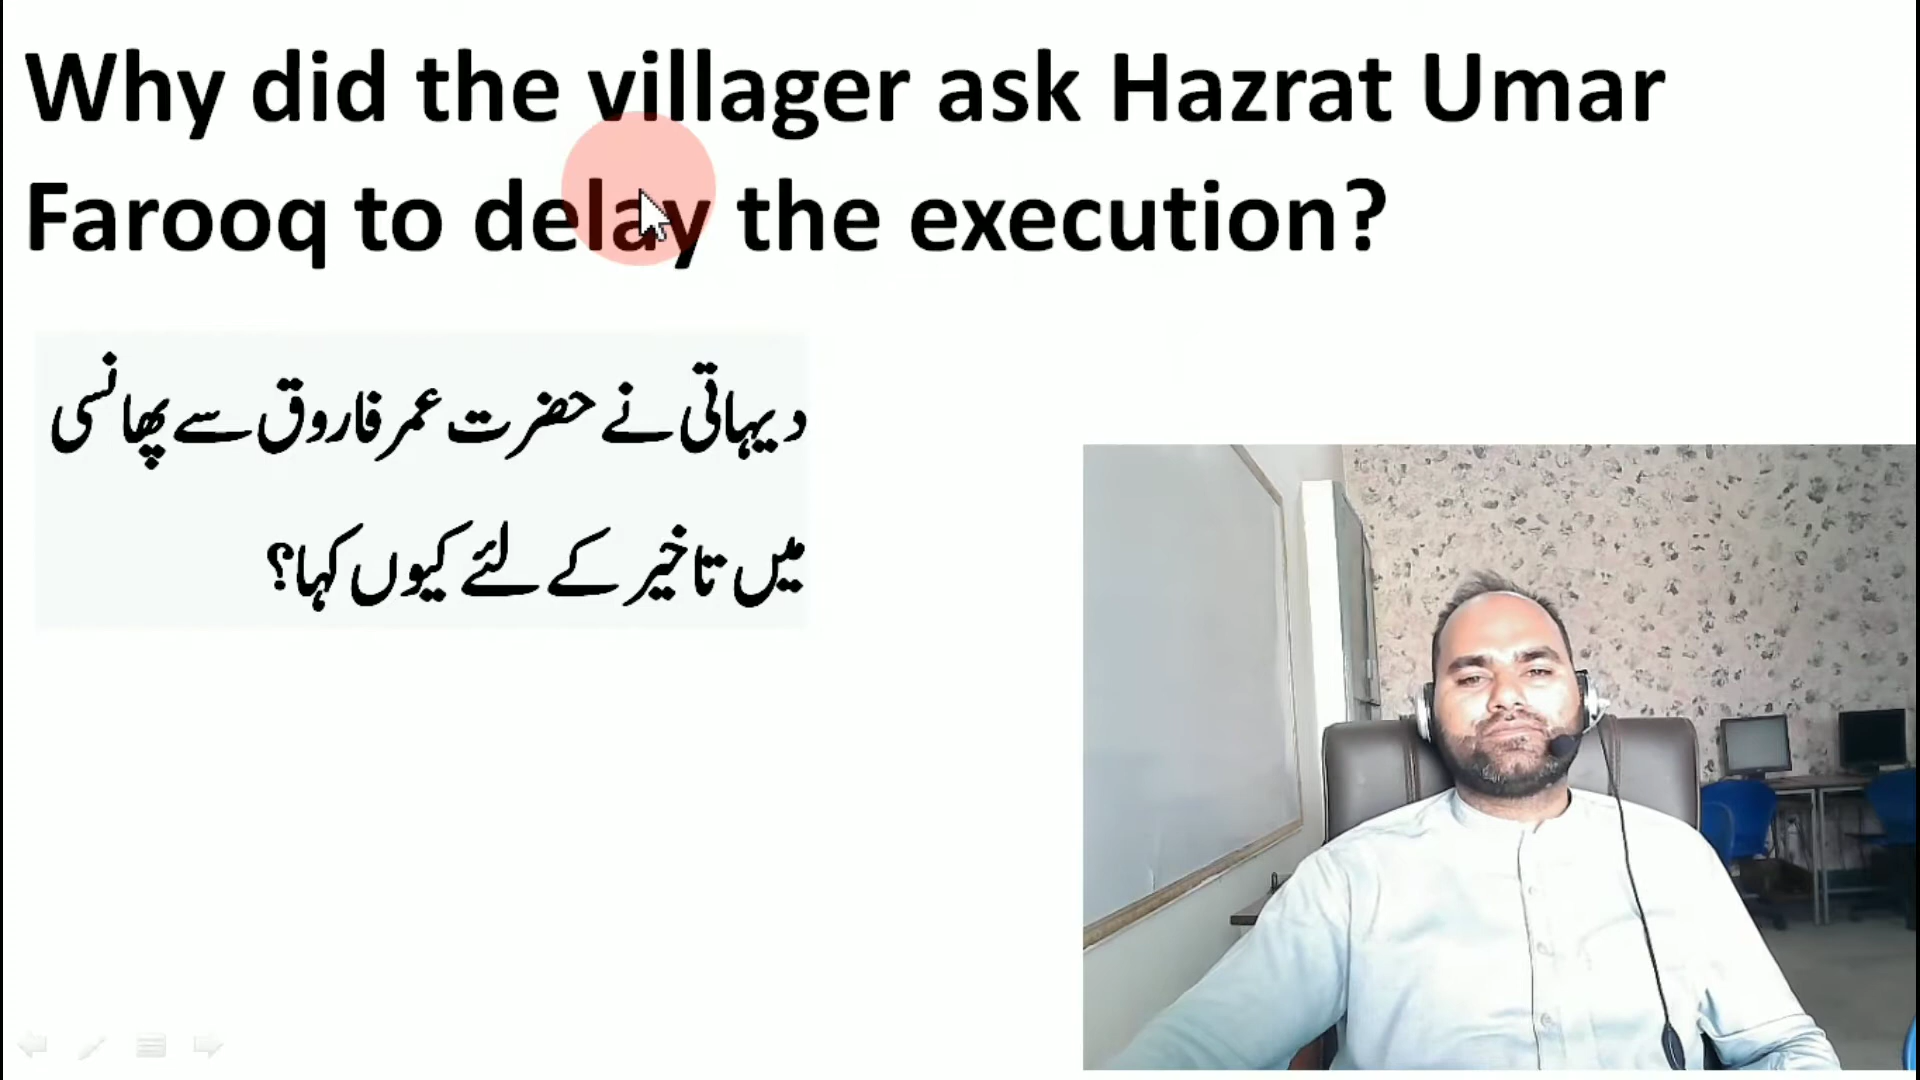 Why did the villager ask Hazrat Umar
Farooq to delay the execution?
دیہاتی نے حضرت عمر فاروق سے پھانسی
میں تاخیر کے لئے کیوں کہا؟